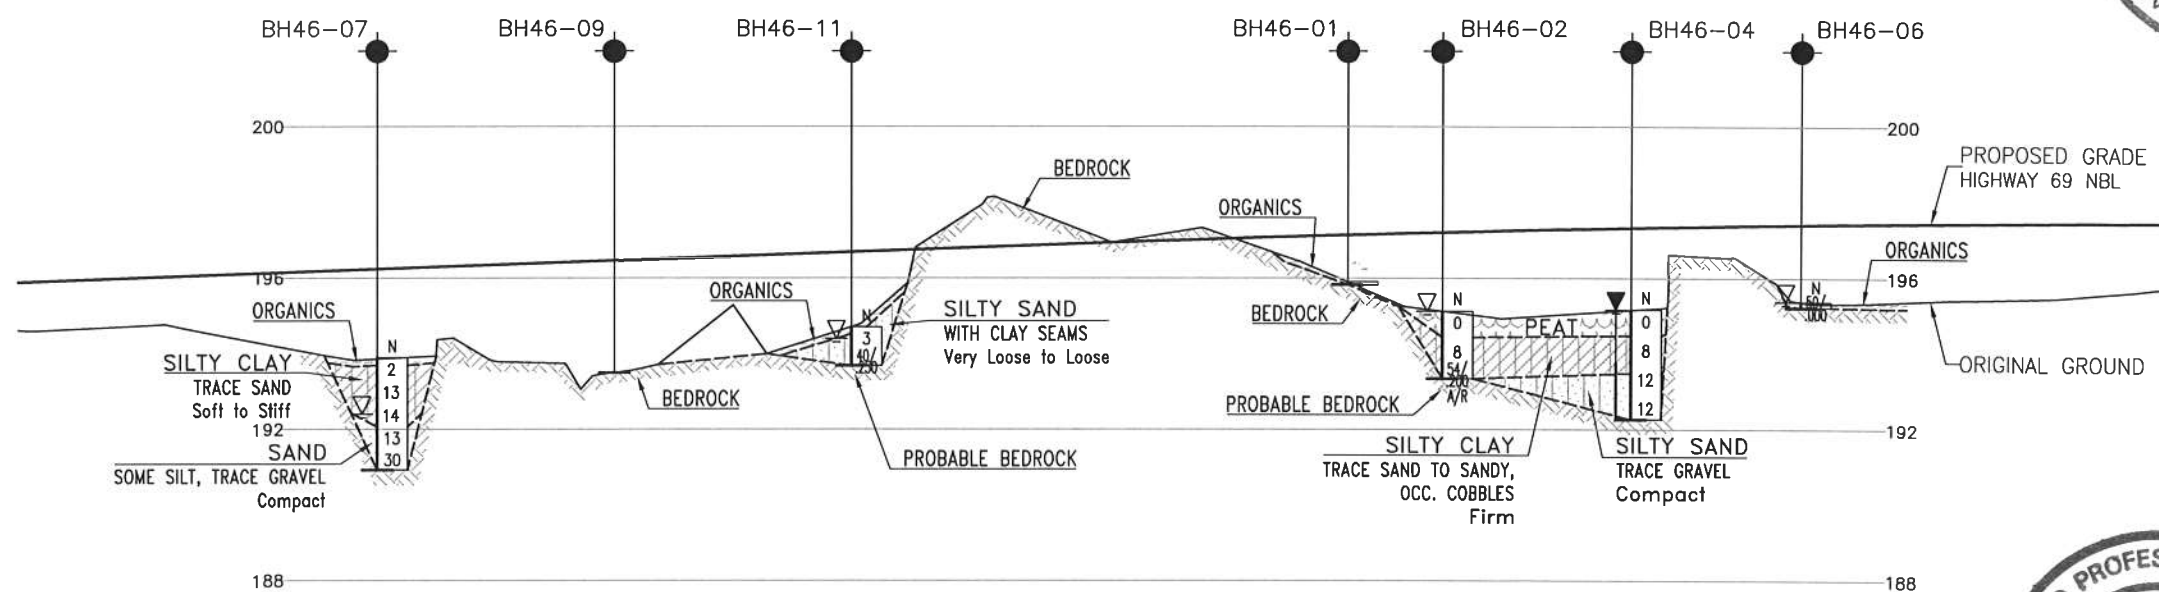 BH46-07
BH46-09
BH46-11
BH46-01
BH46-02
BH46-04
BH46-06
200
200
PROPOSED GRADE
HIGHWAY 69 NBL
BEDROCK
ORGANICS
196
196
ORGANICS
ORGANICS
ORGANICS
BEDROCK
SILTY SAND
WITH CLAY SEAMS
Very Loose to Loose
SILTY CLAY
TRACE SAND
Soft to Stiff
N
2
13
14
13
30
N
3
40/
.230
N
0
8
54/
.200
A/R
PEAT
N
0
8
12
12
N
50/
.000
ORIGINAL GROUND
BEDROCK
PROBABLE BEDROCK
192
192
SAND
SOME SILT, TRACE GRAVEL
Compact
PROBABLE BEDROCK
SILTY CLAY
TRACE SAND TO SANDY,
OCC. COBBLES
Firm
SILTY SAND
TRACE GRAVEL
Compact
188
188
PROFES